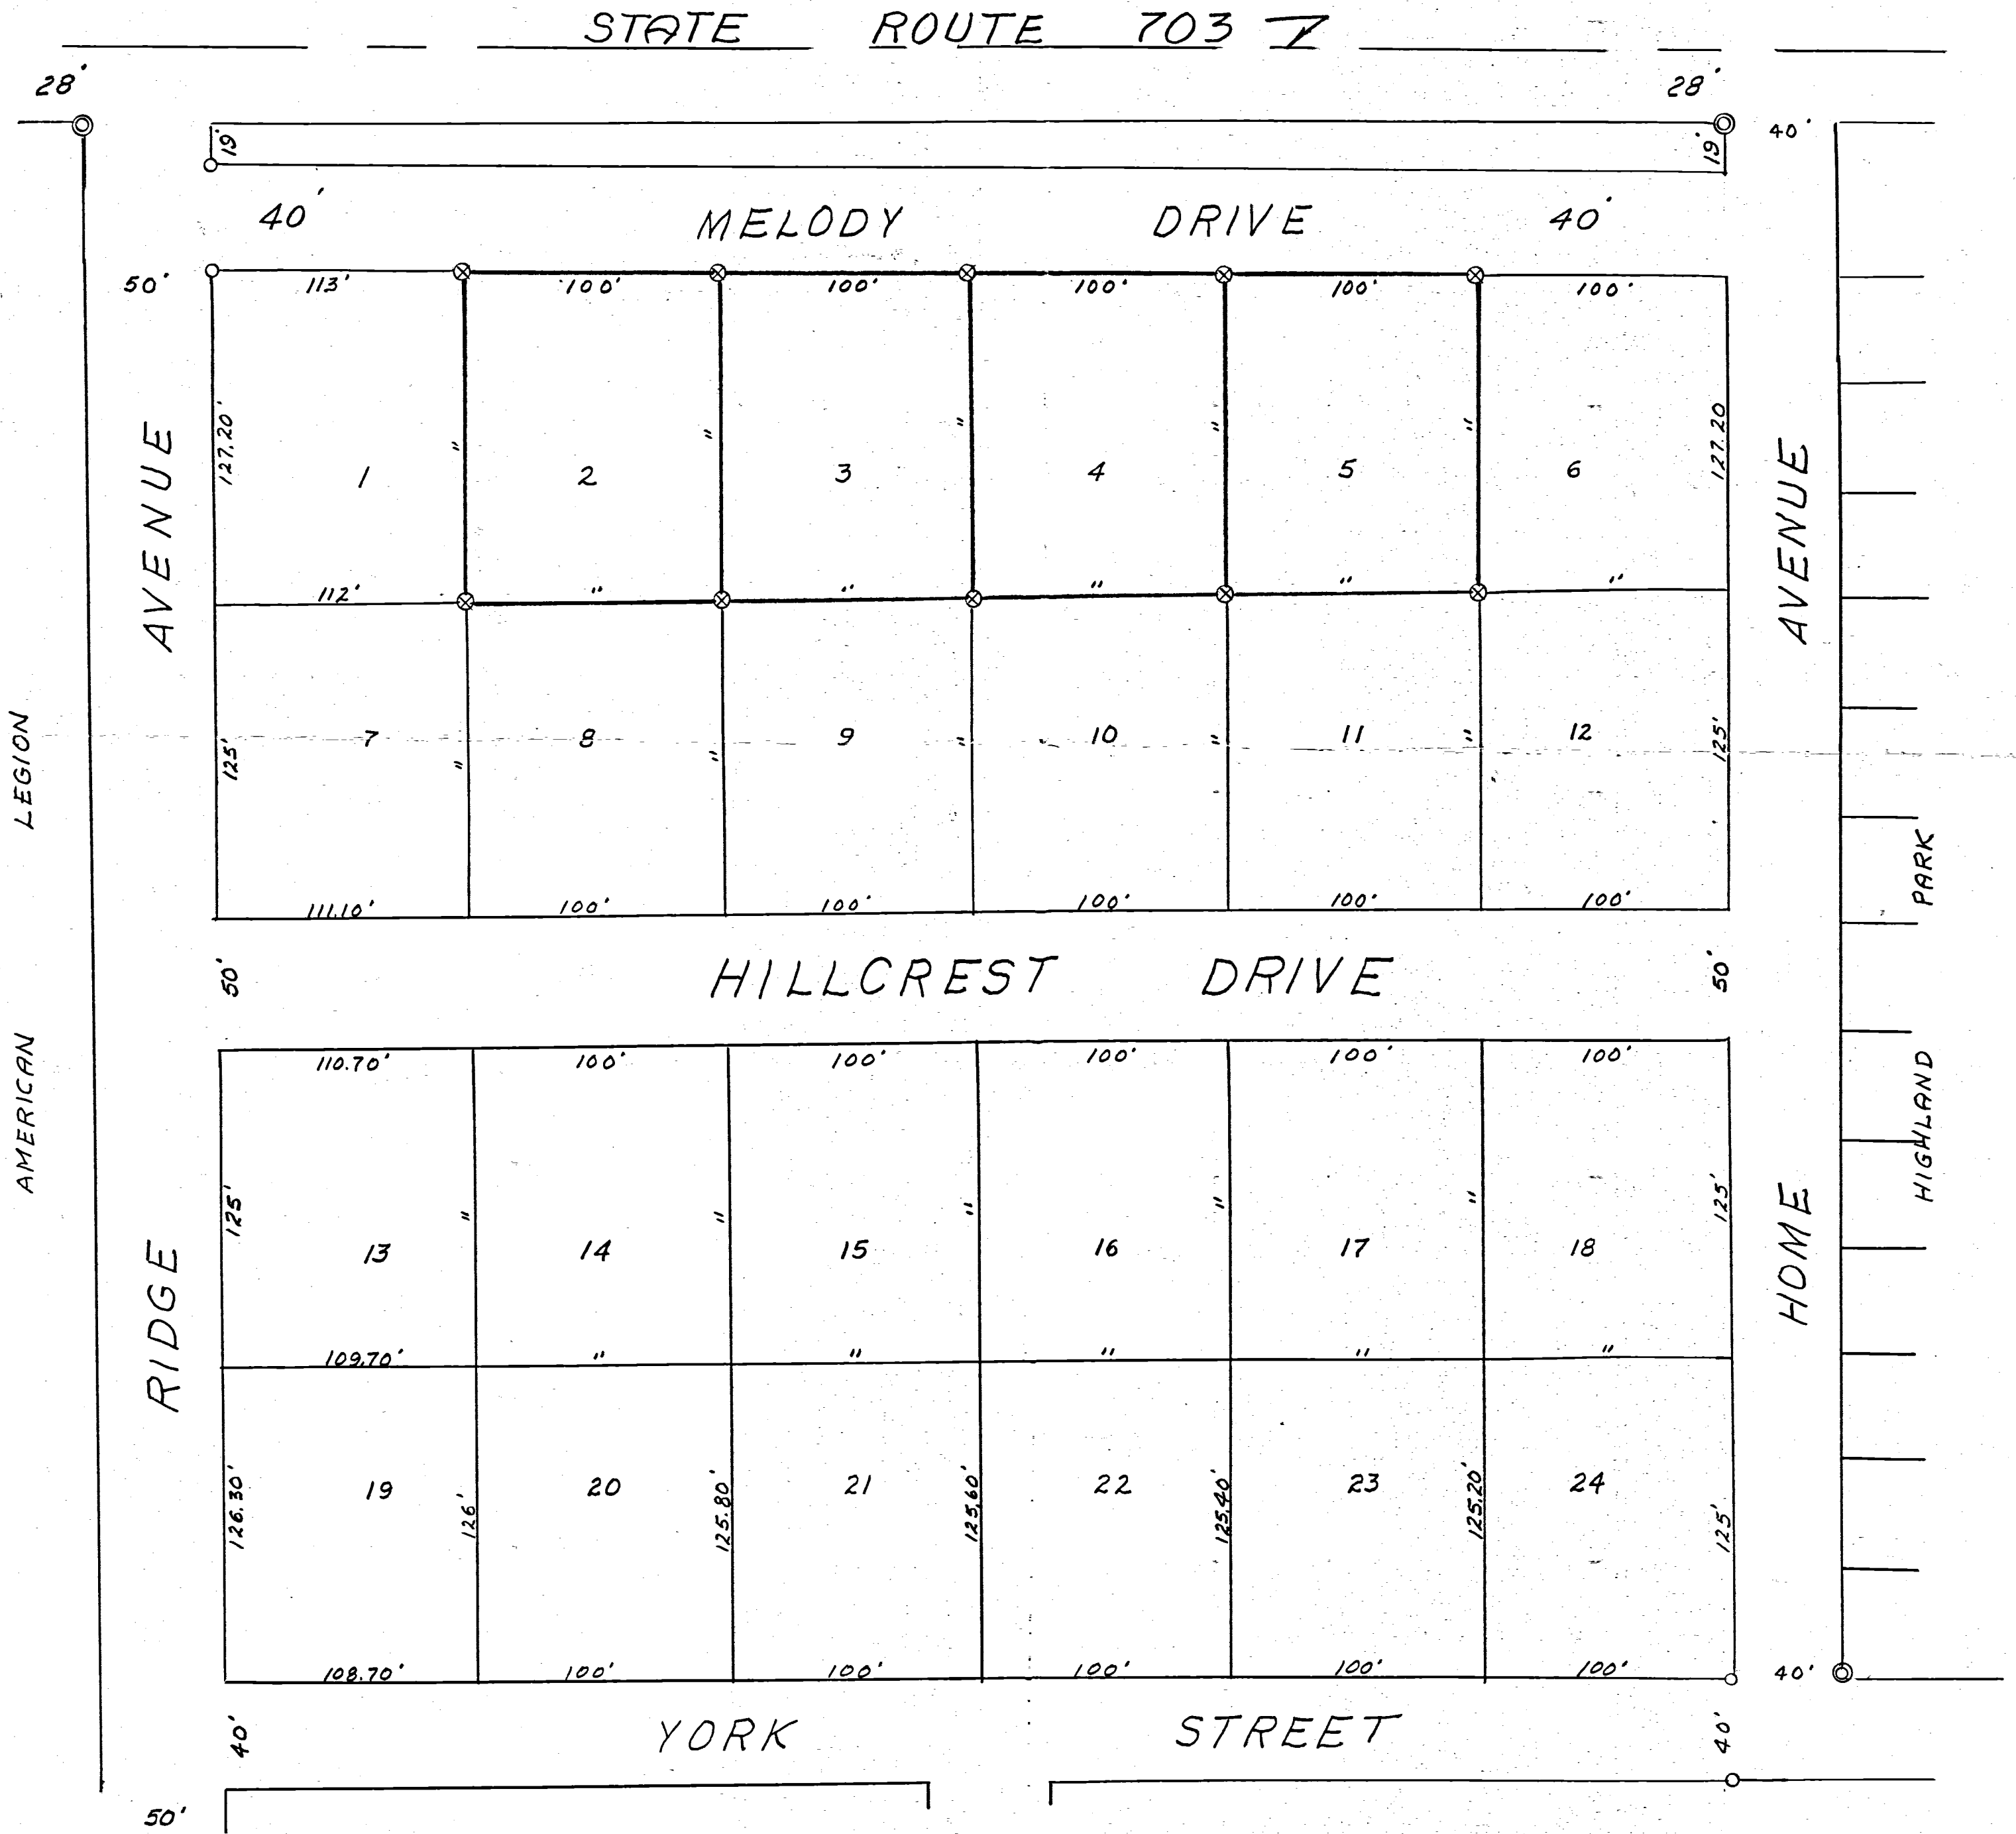 STATE ROUTE 703
28' 28'
19' 19' 40'
40' MELODY DRIVE 40'
50' 113' 100' 100' 100' 100' 100'
127.20' " " " " " 127.20
1 2 3 4 5 6
112' " " " " "
AVENUE AVENUE
7 8 9 10 11 12
125' " " " " " 125'
111.10' 100' 100' 100' 100' 100'
AMERICAN LEGION
HIGHLAND PARK
50' HILLCREST DRIVE 50'
110.70' 100' 100' 100' 100' 100'
125' " " " " " 125'
13 14 15 16 17 18
RIDGE HOME
109.70' " " " " "
19 20 21 22 23 24
126.30' 126' 125.80' 125.60' 125.40' 125.20' 125'
108.70' 100' 100' 100' 100' 100' 40'
40' YORK STREET 40'
50'